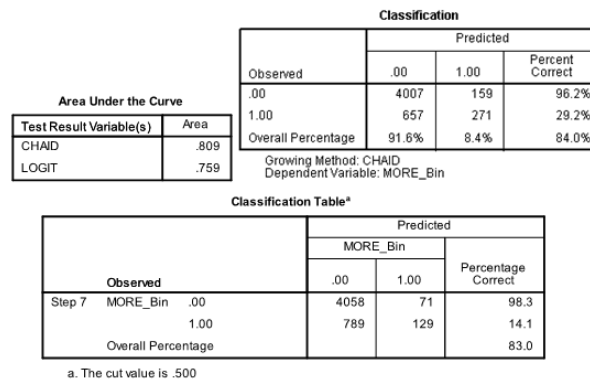 Classification
Predicted
Observed .00 1.00 Percent Correct
.00 4007 159 96.2%
1.00 657 271 29.2%
Overall Percentage 91.6% 8.4% 84.0%
Growing Method: CHAID
Dependent Variable: MORE_Bin
Area Under the Curve
Test Result Variable(s) Area
CHAID .809
LOGIT .759
Classification Tableª
Predicted
MORE_Bin
Observed .00 1.00 Percentage Correct
Step 7 MORE_Bin .00 4058 71 98.3
1.00 789 129 14.1
Overall Percentage 83.0
a. The cut value is .500